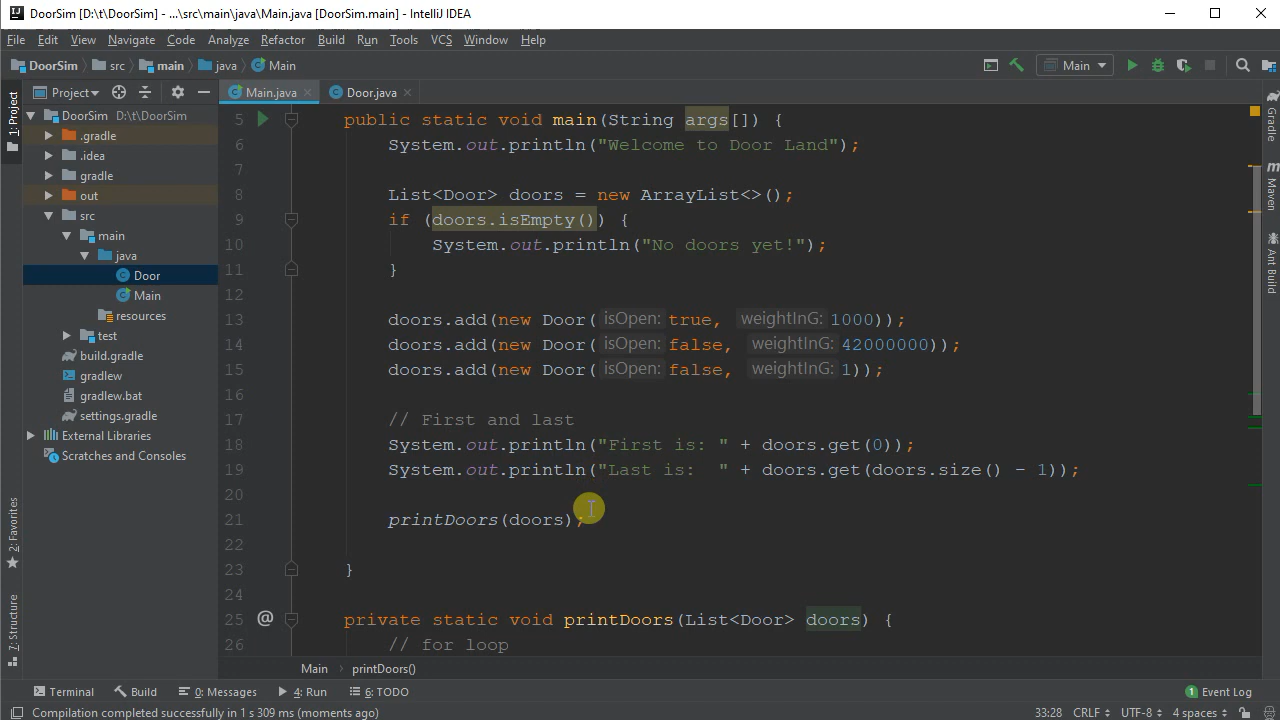 DoorSim [D:\t\DoorSim] - ...\src\main\java\Main.java [DoorSim.main] - IntelliJ IDEA
File Edit View Navigate Code Analyze Refactor Build Run Tools VCS Window Help
DoorSim src main java Main
Main
1: Project
2: Favorites
7: Structure
Project
DoorSim D:\t\DoorSim
.gradle
.idea
gradle
out
src
main
java
Door
Main
resources
test
build.gradle
gradlew
gradlew.bat
settings.gradle
External Libraries
Scratches and Consoles
Main.java Door.java
5 public static void main(String args[]) {
6 System.out.println("Welcome to Door Land");
7
8 List<Door> doors = new ArrayList<>();
9 if (doors.isEmpty()) {
10 System.out.println("No doors yet!");
11 }
12
13 doors.add(new Door( isOpen: true, weightInG: 1000));
14 doors.add(new Door( isOpen: false, weightInG: 42000000));
15 doors.add(new Door( isOpen: false, weightInG: 1));
16
17 // First and last
18 System.out.println("First is: " + doors.get(0));
19 System.out.println("Last is:  " + doors.get(doors.size() - 1));
20
21 printDoors(doors);
22
23 }
24
25 @ private static void printDoors(List<Door> doors) {
26 // for loop
Main printDoors()
Gradle
m
Maven
Ant Build
Terminal Build 0: Messages 4: Run 6: TODO 1 Event Log
Compilation completed successfully in 1 s 309 ms (moments ago) 33:28 CRLF UTF-8 4 spaces